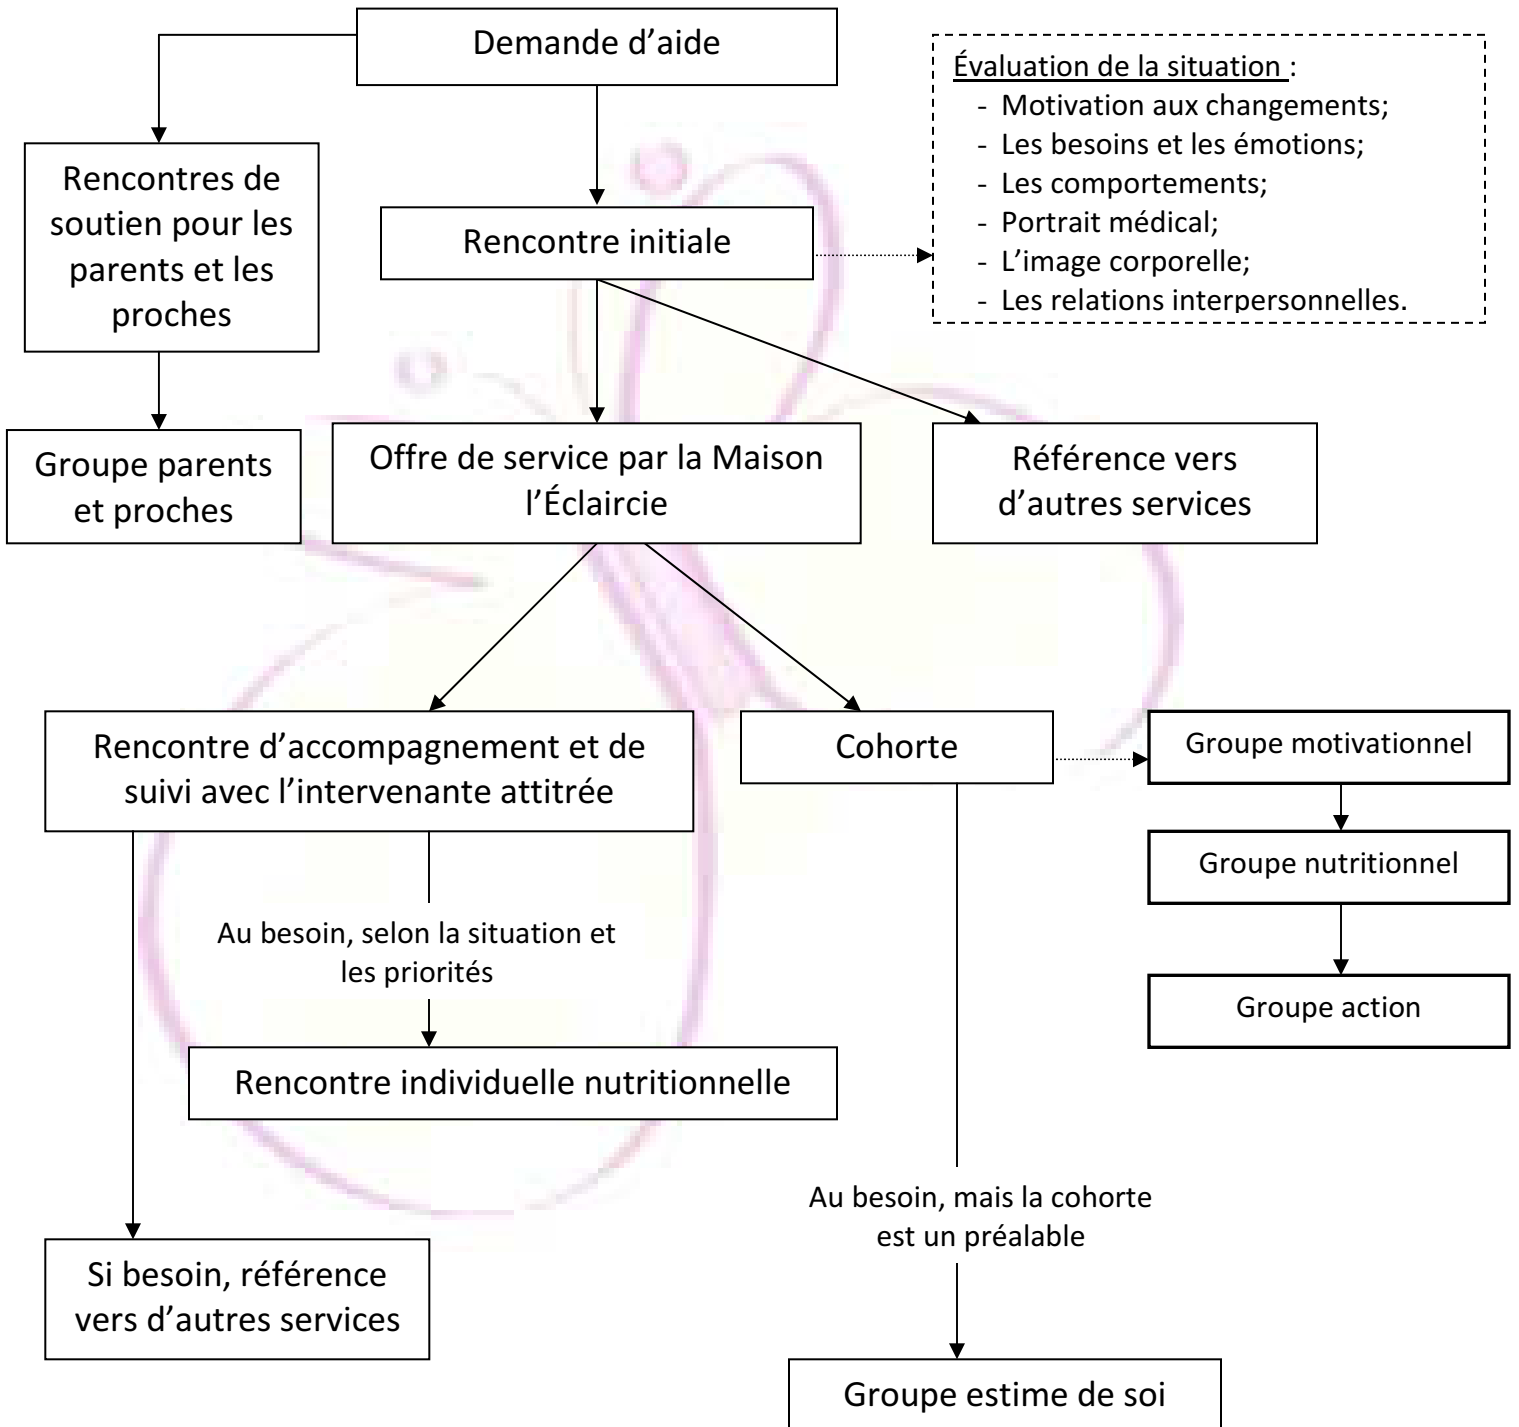 Demande d’aide
Évaluation de la situation :
- Motivation aux changements;
- Les besoins et les émotions;
- Les comportements;
- Portrait médical;
- L’image corporelle;
- Les relations interpersonnelles.
Rencontres de
soutien pour les
parents et les
proches
Rencontre initiale
Groupe parents
et proches
Offre de service par la Maison
l’Éclaircie
Référence vers
d’autres services
Rencontre d’accompagnement et de
suivi avec l’intervenante attitrée
Cohorte
Groupe motivationnel
Groupe nutritionnel
Groupe action
Au besoin, selon la situation et
les priorités
Rencontre individuelle nutritionnelle
Au besoin, mais la cohorte
est un préalable
Si besoin, référence
vers d’autres services
Groupe estime de soi